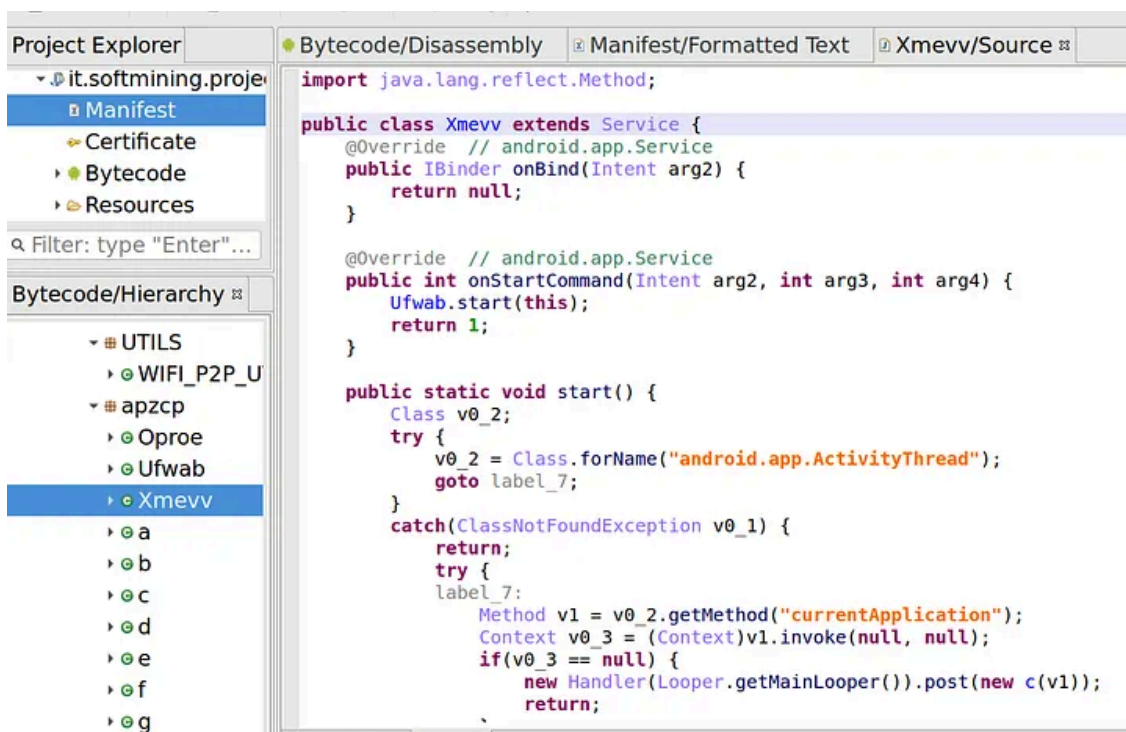 Project Explorer
it.softmining.proje
Manifest
Certificate
Bytecode
Resources
Filter: type "Enter"...
Bytecode/Hierarchy
UTILS
WIFI_P2P_U
apzcp
Oproe
Ufwab
Xmevv
a
b
c
d
e
f
g
Bytecode/Disassembly Manifest/Formatted Text Xmevv/Source
import java.lang.reflect.Method;
public class Xmevv extends Service {
@Override // android.app.Service
public IBinder onBind(Intent arg2) {
return null;
}
@Override // android.app.Service
public int onStartCommand(Intent arg2, int arg3, int arg4) {
Ufwab.start(this);
return 1;
}
public static void start() {
Class v0_2;
try {
v0_2 = Class.forName("android.app.ActivityThread");
goto label_7;
}
catch(ClassNotFoundException v0_1) {
return;
try {
label_7:
Method v1 = v0_2.getMethod("currentApplication");
Context v0_3 = (Context)v1.invoke(null, null);
if(v0_3 == null) {
new Handler(Looper.getMainLooper()).post(new c(v1));
return;